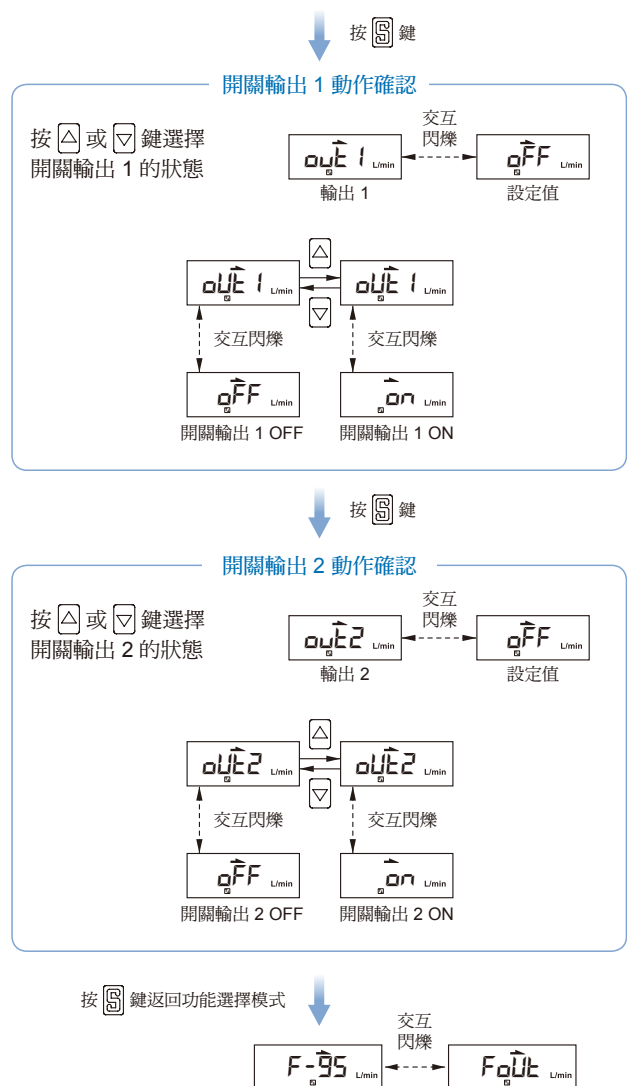 按 S 鍵
開關輸出 1 動作確認
按 △ 或 ▽ 鍵選擇
開關輸出 1 的狀態
交互
閃爍
out1 L/min
oFF L/min
輸出 1
設定值
△
oUt1 L/min
oUt1 L/min
▽
交互閃爍
交互閃爍
oFF L/min
on L/min
開關輸出 1 OFF
開關輸出 1 ON
按 S 鍵
開關輸出 2 動作確認
按 △ 或 ▽ 鍵選擇
開關輸出 2 的狀態
交互
閃爍
out2 L/min
oFF L/min
輸出 2
設定值
△
oUt2 L/min
oUt2 L/min
▽
交互閃爍
交互閃爍
oFF L/min
on L/min
開關輸出 2 OFF
開關輸出 2 ON
按 S 鍵返回功能選擇模式
交互
閃爍
F-95 L/min
FoUt L/min